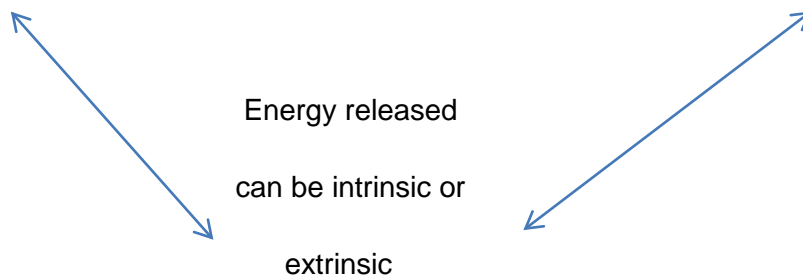 Energy released
can be intrinsic or
extrinsic